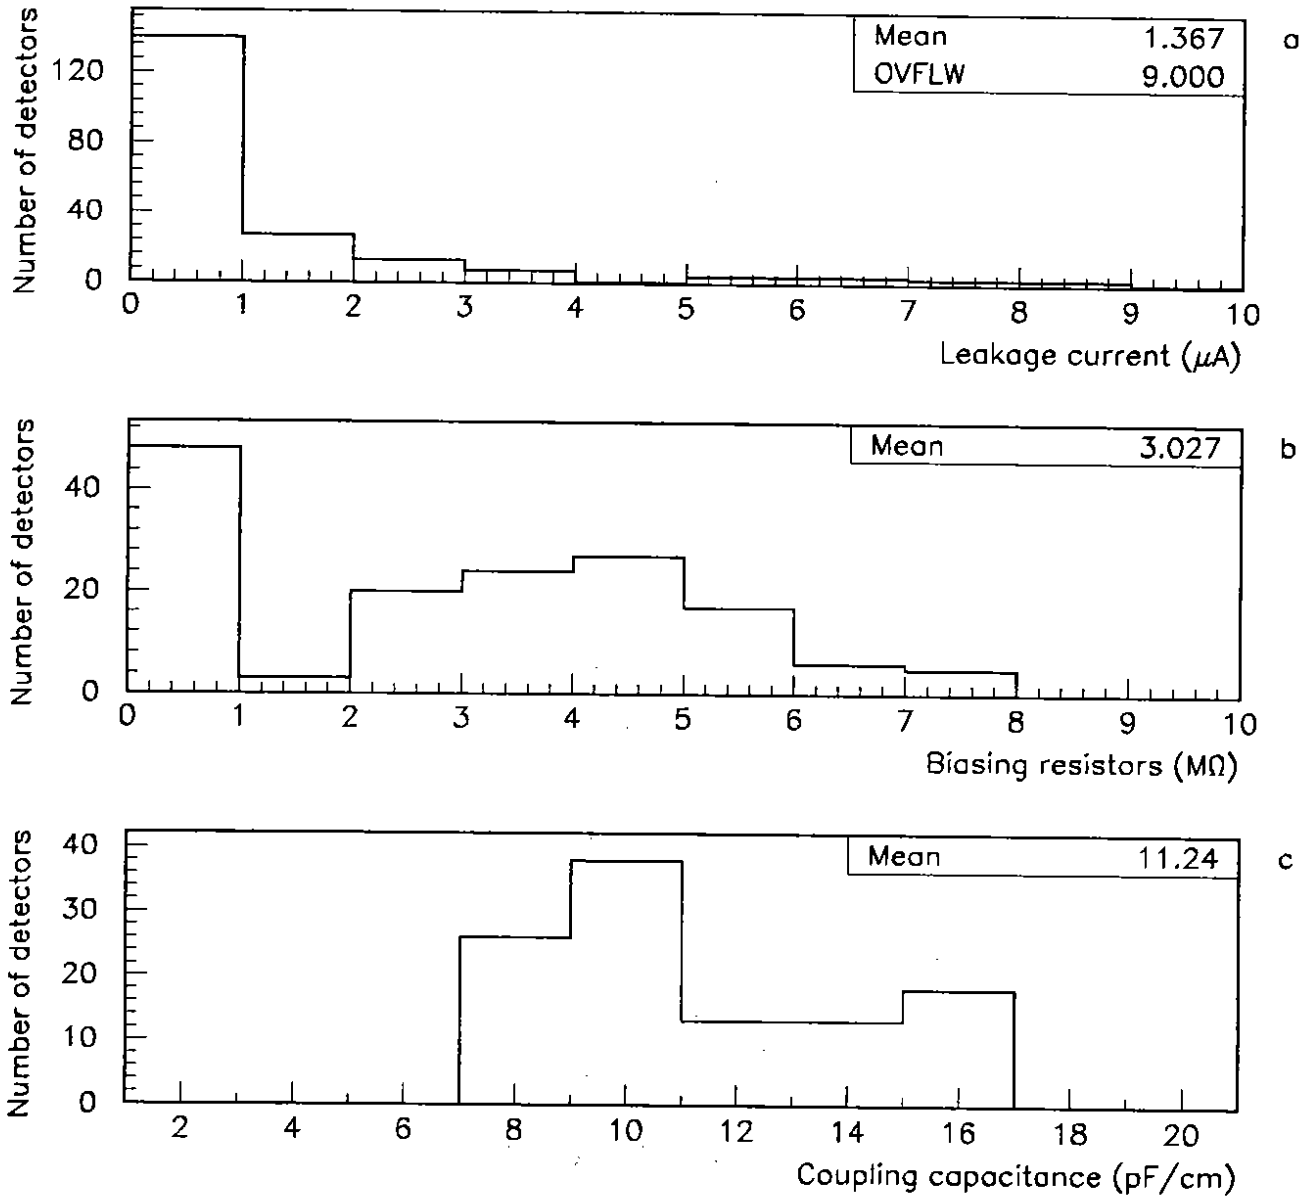 Number of detectors
Mean 1.367
OVFLW 9.000
a
120
80
40
0
0 1 2 3 4 5 6 7 8 9 10
Leakage current (μA)
Number of detectors
Mean 3.027
b
40
20
0
0 1 2 3 4 5 6 7 8 9 10
Biasing resistors (MΩ)
Number of detectors
Mean 11.24
c
40
30
20
10
0
2 4 6 8 10 12 14 16 18 20
Coupling capacitance (pF/cm)